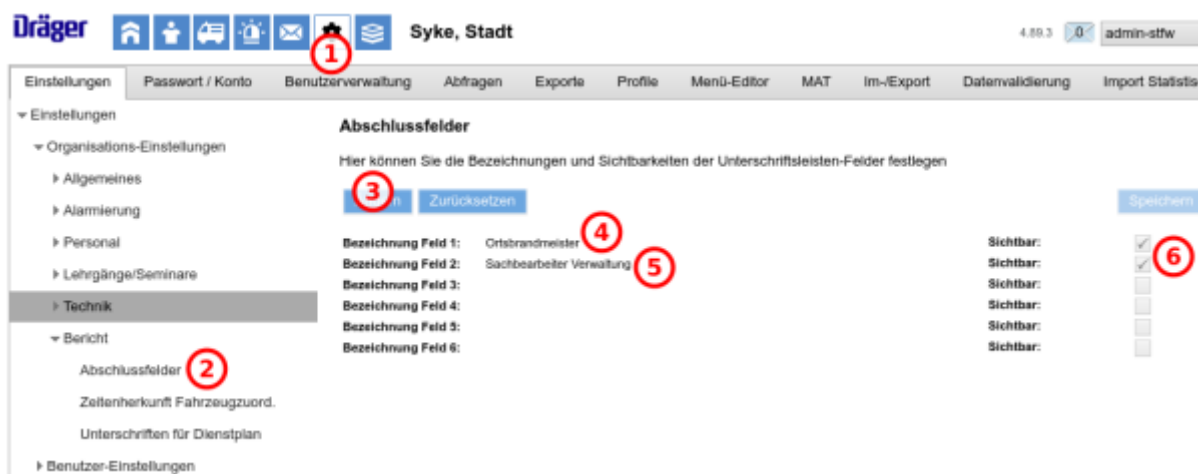 Dräger Syke, Stadt 4.89.3 0 admin-stfw
1
Einstellungen Passwort / Konto Benutzerverwaltung Abfragen Exporte Profile Menü-Editor MAT Im-/Export Datenvalidierung Import Statistis
Einstellungen
Organisations-Einstellungen
Allgemeines
Alarmierung
Personal
Lehrgänge/Seminare
Technik
Bericht
Abschlussfelder 2
Zeitenherkunft Fahrzeugzuord.
Unterschriften für Dienstplan
Benutzer-Einstellungen
Abschlussfelder
Hier können Sie die Bezeichnungen und Sichtbarkeiten der Unterschriftsleisten-Felder festlegen
3 Zurücksetzen Speichern
Bezeichnung Feld 1: Ortsbrandmeister 4 Sichtbar:
Bezeichnung Feld 2: Sachbearbeiter Verwaltung 5 Sichtbar: 6
Bezeichnung Feld 3: Sichtbar:
Bezeichnung Feld 4: Sichtbar:
Bezeichnung Feld 5: Sichtbar:
Bezeichnung Feld 6: Sichtbar: